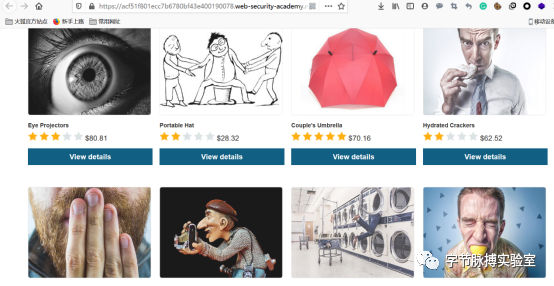 https://acf51f801ecc7b6780bf43e400190078.web-security-academy.
火狐官方站点 新手上路 常用网址 移动设备
Eye Projectors
$80.81
View details
Portable Hat
$28.32
View details
Couple's Umbrella
$70.16
View details
Hydrated Crackers
$62.52
View details
字节脉搏实验室